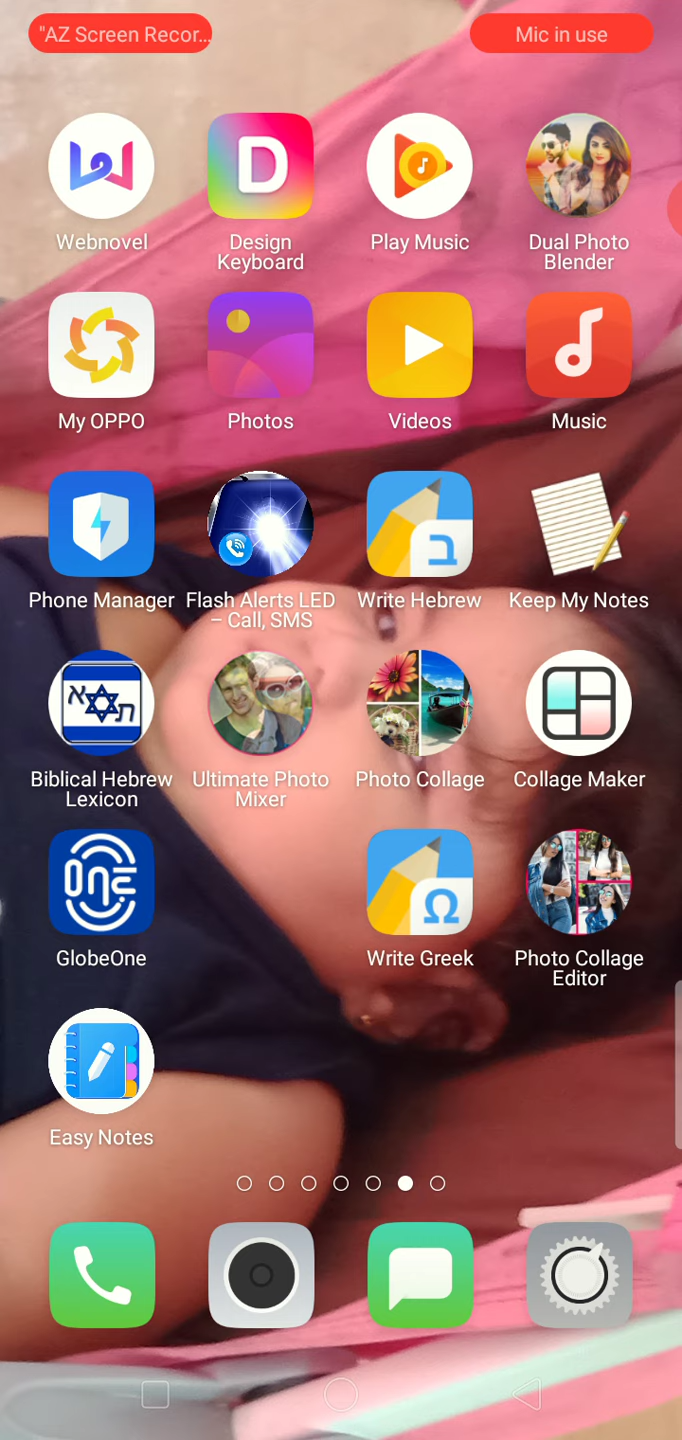 "AZ Screen Recor...
Mic in use
Webnovel
Design
Keyboard
Play Music
Dual Photo
Blender
My OPPO
Photos
Videos
Music
Phone Manager
Flash Alerts LED
– Call, SMS
ב
Write Hebrew
Keep My Notes
א ת
Biblical Hebrew
Lexicon
Ultimate Photo
Mixer
Photo Collage
Collage Maker
one
GlobeOne
Ω
Write Greek
Photo Collage
Editor
Easy Notes
D